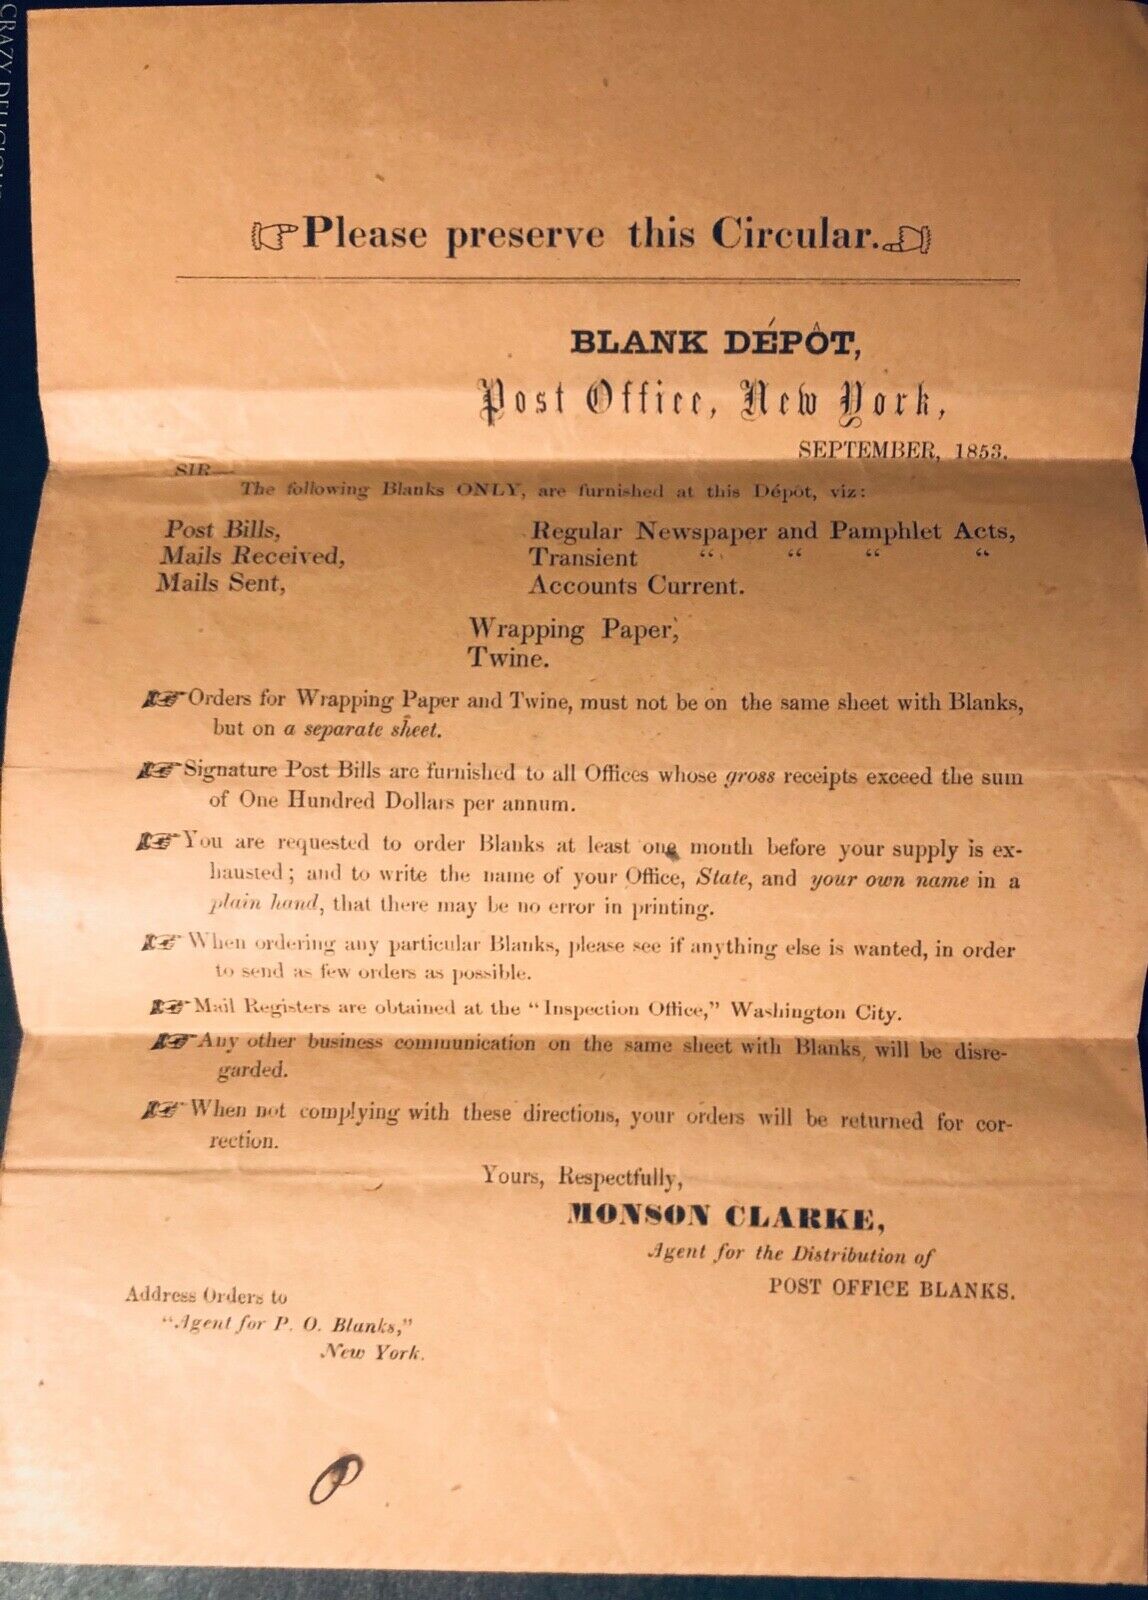 CRAZY DELICIOUS
Please preserve this Circular.
BLANK DÉPÔT,
Post Office, New York,
SEPTEMBER, 1853.
SIR—
The following Blanks ONLY, are furnished at this Dépôt, viz:
Post Bills,
Mails Received,
Mails Sent,
Regular Newspaper and Pamphlet Acts,
Transient “ “ “ “
Accounts Current.
Wrapping Paper,
Twine.
Orders for Wrapping Paper and Twine, must not be on the same sheet with Blanks,
but on a separate sheet.
Signature Post Bills are furnished to all Offices whose gross receipts exceed the sum
of One Hundred Dollars per annum.
You are requested to order Blanks at least one month before your supply is ex-
hausted; and to write the name of your Office, State, and your own name in a
plain hand, that there may be no error in printing.
When ordering any particular Blanks, please see if anything else is wanted, in order
to send as few orders as possible.
Mail Registers are obtained at the “Inspection Office,” Washington City.
Any other business communication on the same sheet with Blanks, will be disre-
garded.
When not complying with these directions, your orders will be returned for cor-
rection.
Yours, Respectfully,
MONSON CLARKE,
Agent for the Distribution of
POST OFFICE BLANKS.
Address Orders to
“Agent for P. O. Blanks,”
New York.